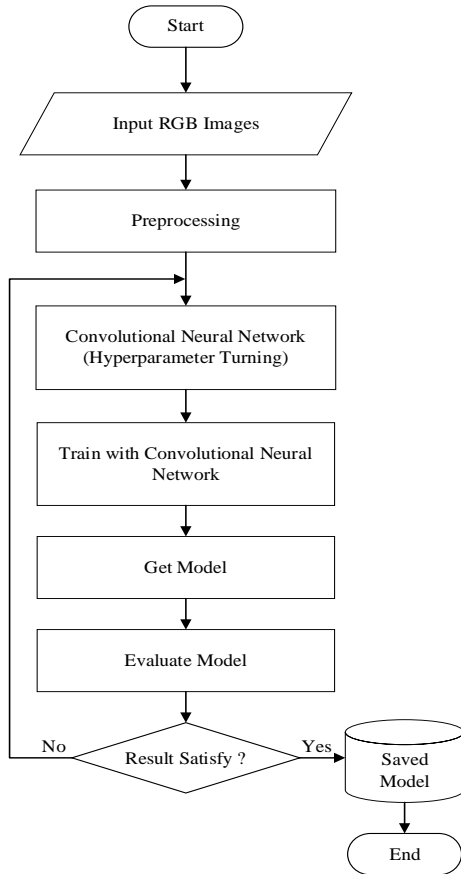 Start
Input RGB Images
Preprocessing
Convolutional Neural Network
(Hyperparameter Turning)
Train with Convolutional Neural
Network
Get Model
Evaluate Model
No
Result Satisfy ?
Yes
Saved
Model
End